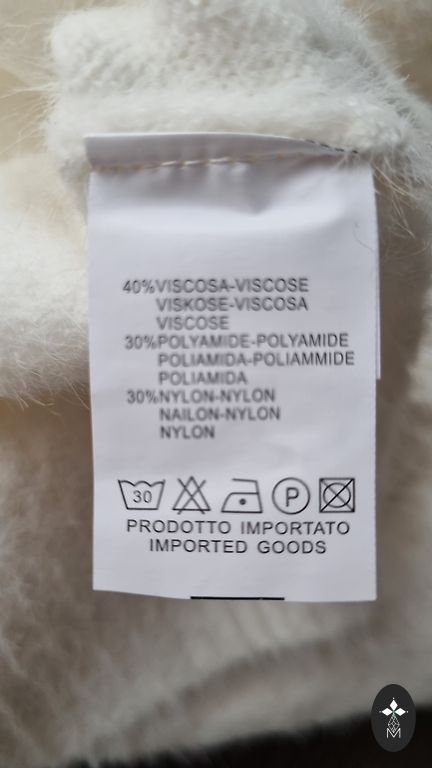 40%VISCOSA-VISCOSE
VISKOSE-VISCOSA
VISCOSE
30%POLYAMIDE-POLYAMIDE
POLIAMIDA-POLIAMMIDE
POLIAMIDA
30%NYLON-NYLON
NAILON-NYLON
NYLON
30 P
PRODOTTO IMPORTATO
IMPORTED GOODS
M